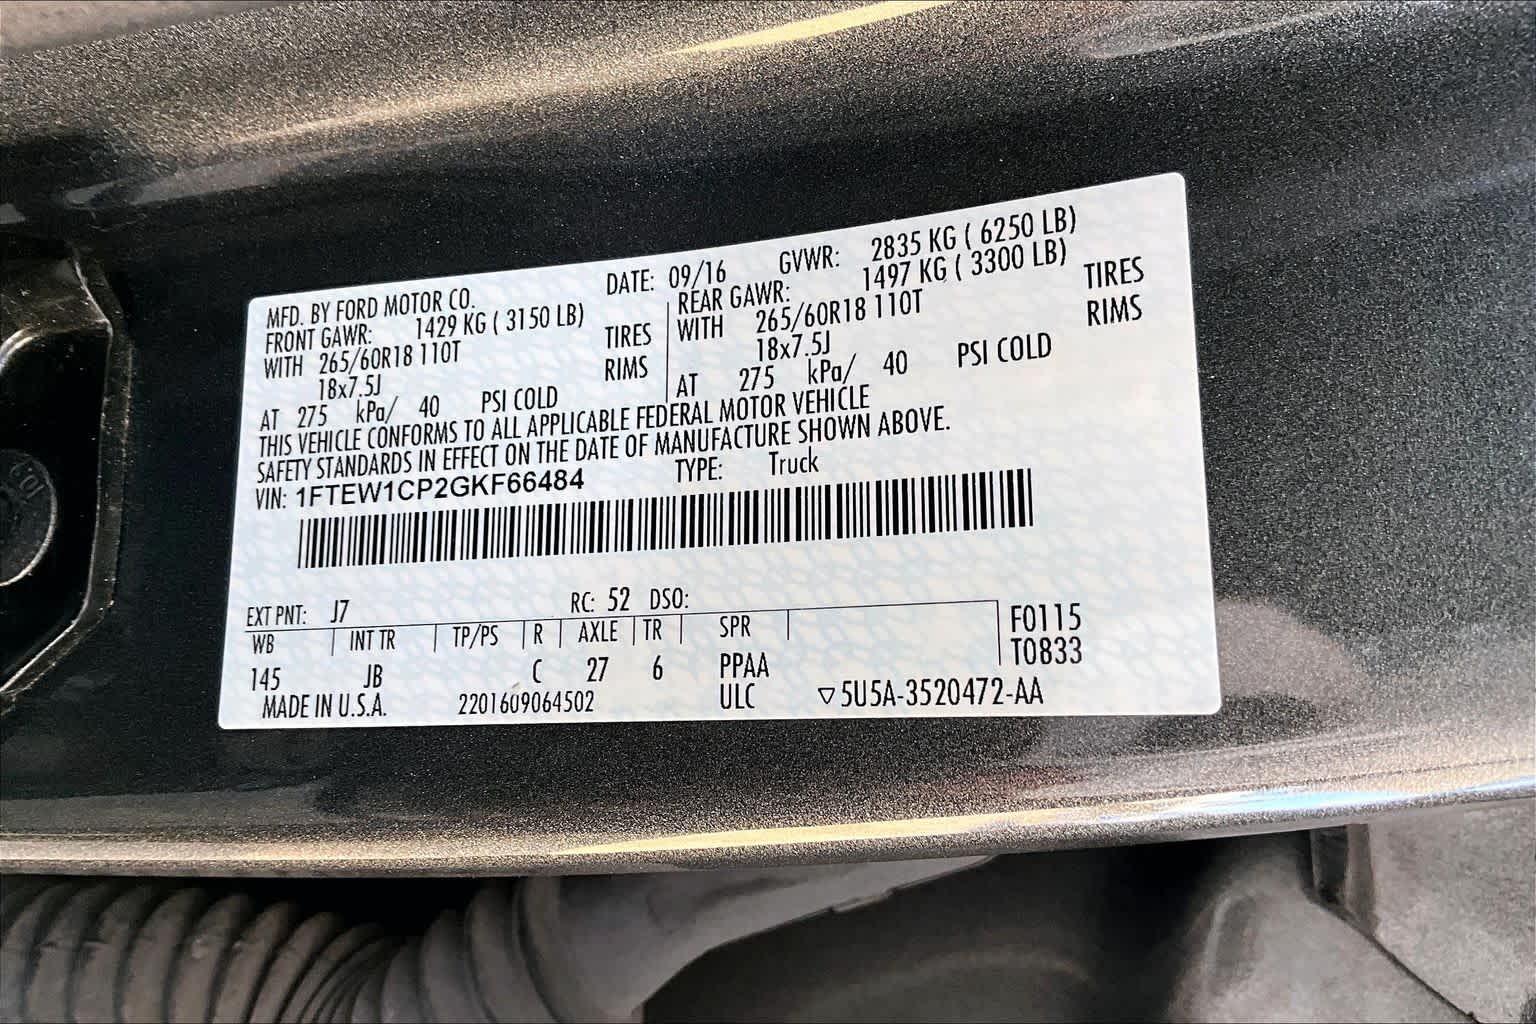 MFD. BY FORD MOTOR CO. DATE: 09/16 GVWR: 2835 KG ( 6250 LB)
FRONT GAWR: 1429 KG ( 3150 LB) REAR GAWR: 1497 KG ( 3300 LB)
WITH 265/60R18 110T TIRES WITH 265/60R18 110T TIRES
18x7.5J RIMS 18x7.5J RIMS
AT 275 kPa/ 40 PSI COLD AT 275 kPa/ 40 PSI COLD
THIS VEHICLE CONFORMS TO ALL APPLICABLE FEDERAL MOTOR VEHICLE
SAFETY STANDARDS IN EFFECT ON THE DATE OF MANUFACTURE SHOWN ABOVE.
VIN: 1FTEW1CP2GKF66484 TYPE: Truck
EXT PNT: J7 RC: 52 DSO:
WB INT TR TP/PS R AXLE TR SPR F0115
145 JB C 27 6 PPAA T0833
MADE IN U.S.A. 2201609064502 ULC ▽5U5A-3520472-AA